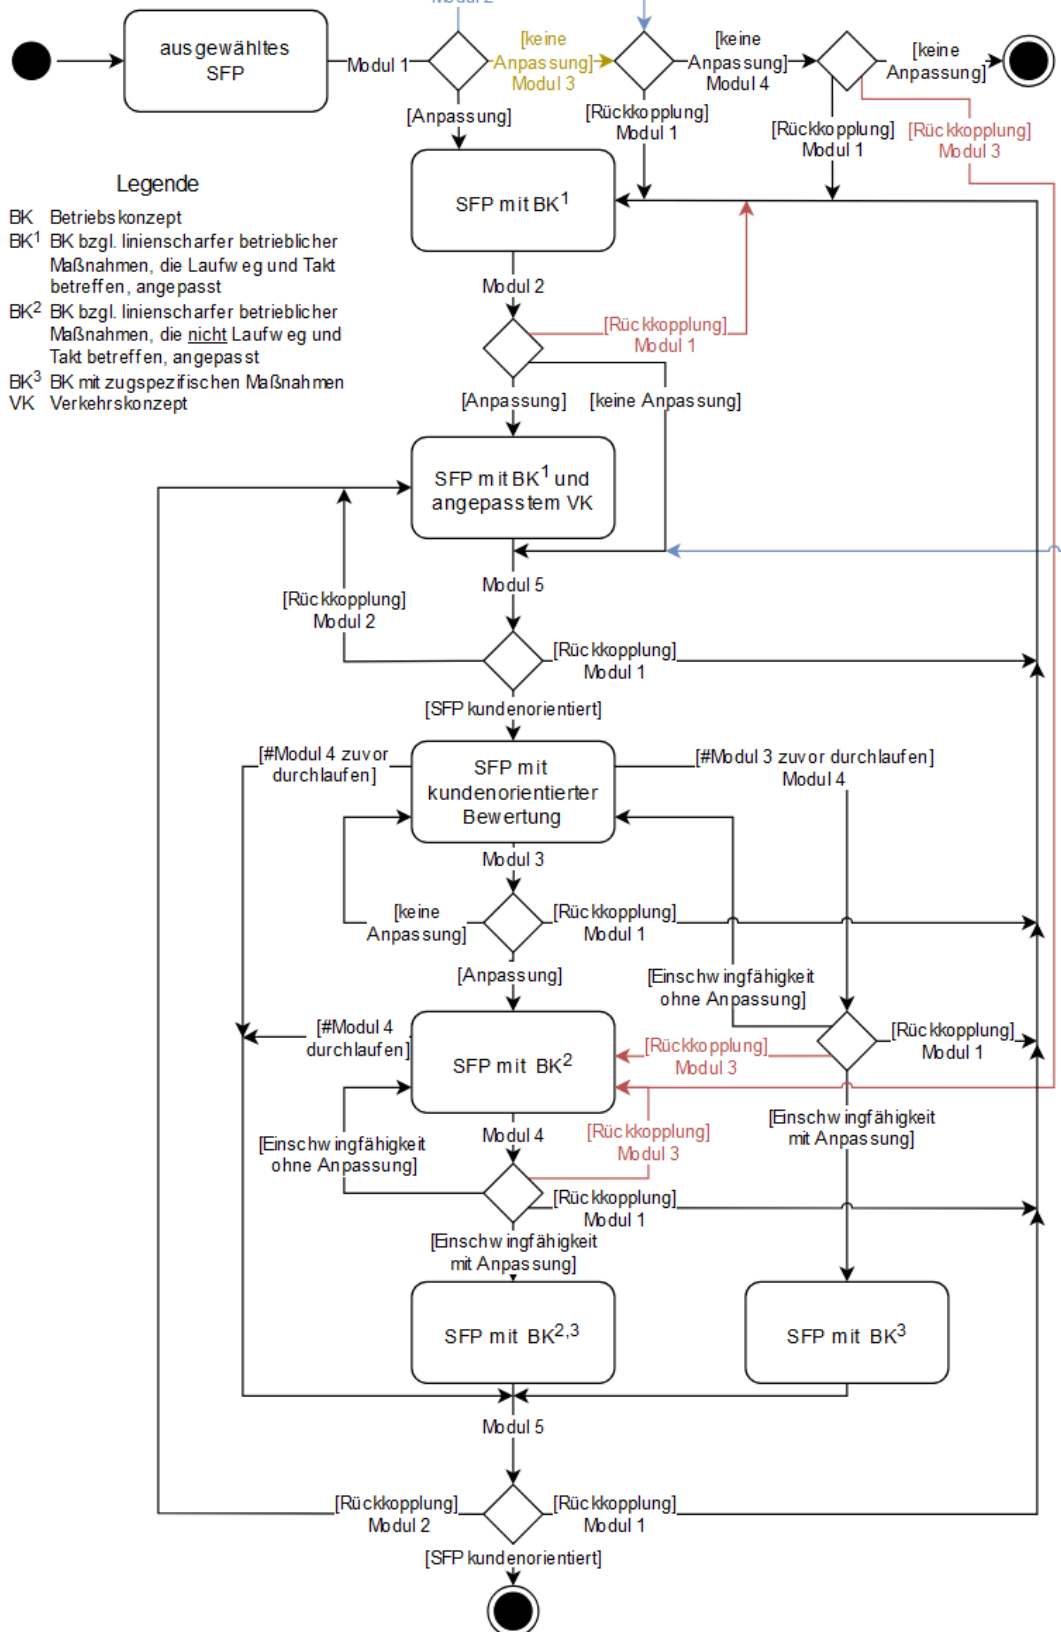 Modul 2
ausgewähltes
SFP
Modul 1
[keine
Anpassung]
Modul 3
[keine
Anpassung]
Modul 4
[keine
Anpassung]
[Anpassung]
[Rückkopplung]
Modul 1
[Rückkopplung]
Modul 1
[Rückkopplung]
Modul 3
Legende
BK Betriebskonzept
BK1 BK bzgl. linienscharfer betrieblicher
Maßnahmen, die Laufweg und Takt
betreffen, angepasst
BK2 BK bzgl. linienscharfer betrieblicher
Maßnahmen, die nicht Laufweg und
Takt betreffen, angepasst
BK3 BK mit zugspezifischen Maßnahmen
VK Verkehrskonzept
SFP mit BK1
Modul 2
[Rückkopplung]
Modul 1
[Anpassung]
[keine Anpassung]
SFP mit BK1 und
angepasstem VK
Modul 5
[Rückkopplung]
Modul 2
[Rückkopplung]
Modul 1
[SFP kundenorientiert]
[#Modul 4 zuvor
durchlaufen]
SFP mit
kundenorientierter
Bewertung
[#Modul 3 zuvor durchlaufen]
Modul 4
Modul 3
[keine
Anpassung]
[Rückkopplung]
Modul 1
[Anpassung]
[Einschwingfähigkeit
ohne Anpassung]
[#Modul 4
durchlaufen]
SFP mit BK2
[Rückkopplung]
Modul 3
[Rückkopplung]
Modul 1
[Einschwingfähigkeit
ohne Anpassung]
Modul 4
[Rückkopplung]
Modul 3
[Einschwingfähigkeit
mit Anpassung]
[Rückkopplung]
Modul 1
[Einschwingfähigkeit
mit Anpassung]
SFP mit BK2,3
SFP mit BK3
Modul 5
[Rückkopplung]
Modul 2
[Rückkopplung]
Modul 1
[SFP kundenorientiert]